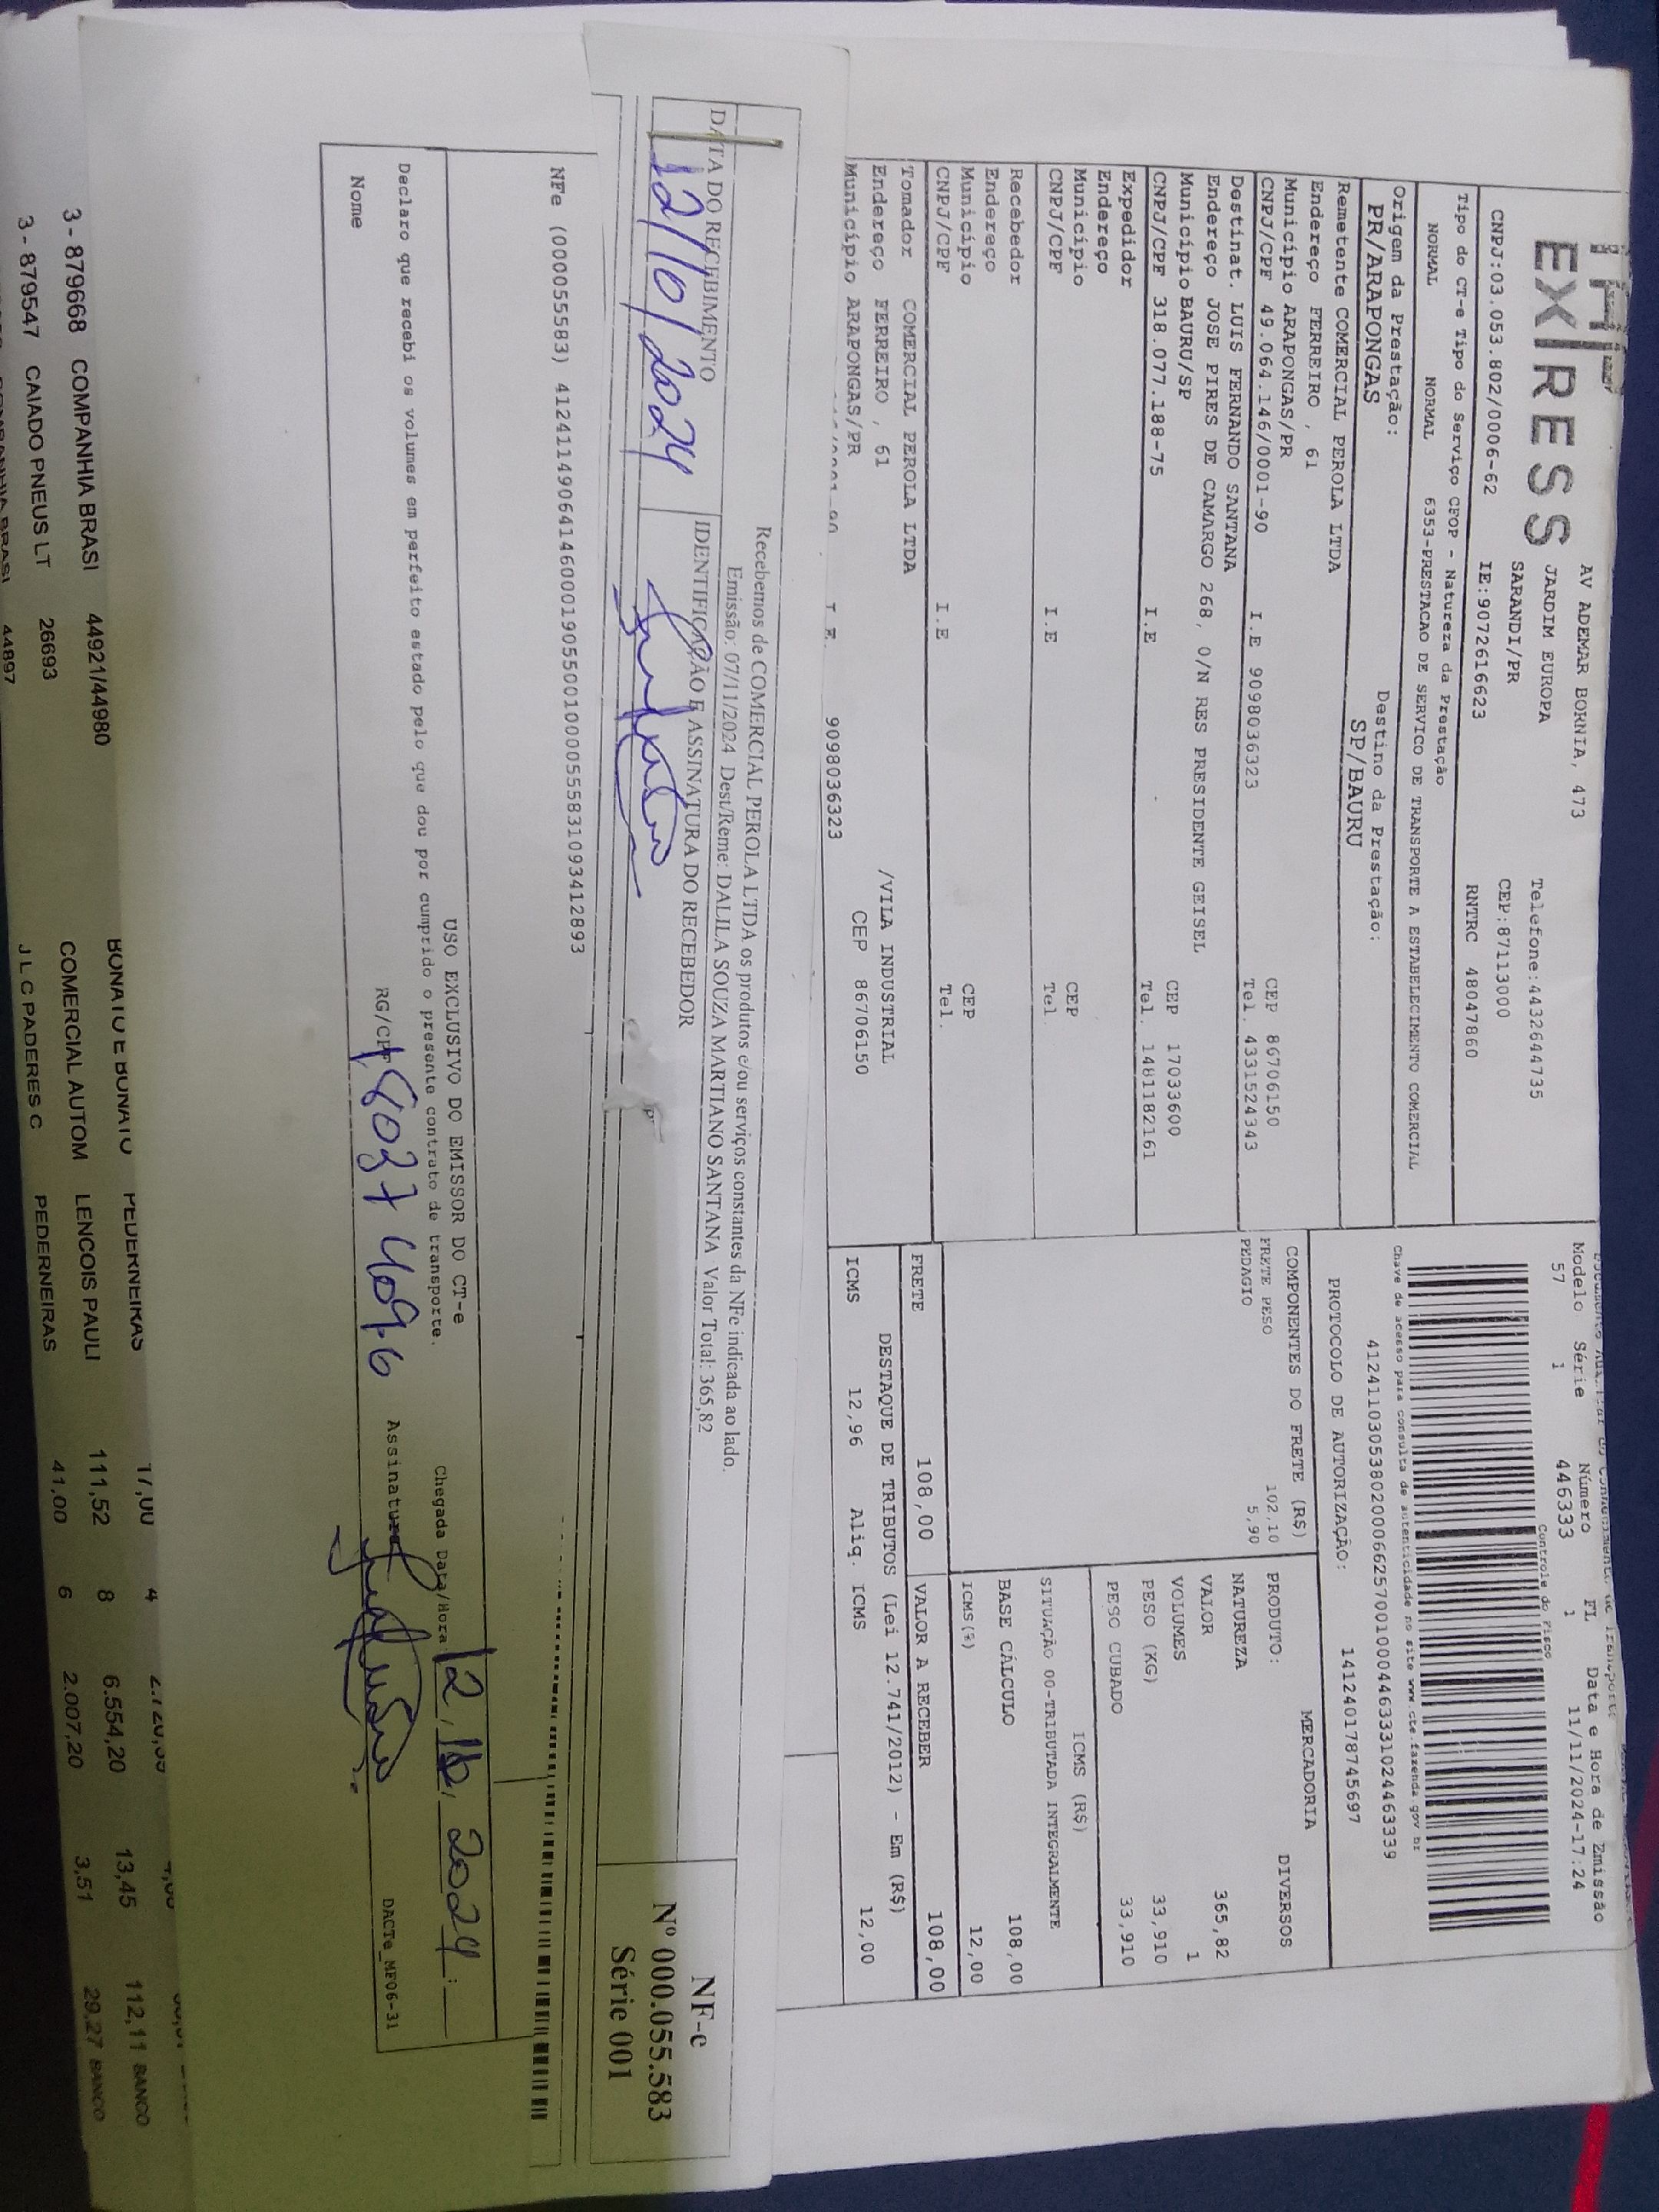 EXPRESS
AV ADEMAR BORNIA, 473
JARDIM EUROPA
SARANDI/PR
Telefone:4432644735
CEP:87113000
CNPJ:03.053.802/0006-62
IE:9072616623
RNTRC 48047860
Tipo do CT-e Tipo do Serviço CFOP - Natureza da Prestação
NORMAL NORMAL 6353-PRESTACAO DE SERVICO DE TRANSPORTE A ESTABELECIMENTO COMERCIAL
Origem da Prestação: Destino da Prestação:
PR/ARAPONGAS SP/BAURU
Remetente COMERCIAL PEROLA LTDA
Endereço FERREIRO , 61
Município ARAPONGAS/PR CEP 86706150
CNPJ/CPF 49.064.146/0001-90 I.E 9098036323 Tel. 4331524343
Destinat. LUIS FERNANDO SANTANA
Endereço JOSE PIRES DE CAMARGO 268, 0/N RES PRESIDENTE GEISEL
Município BAURU/SP CEP 17033600
CNPJ/CPF 318.077.188-75 I.E Tel. 1481182161
Expedidor
Endereço
Município CEP
CNPJ/CPF I.E Tel
Recebedor
Endereço
Município CEP
CNPJ/CPF I.E Tel.
Tomador COMERCIAL PEROLA LTDA
Endereço FERREIRO , 61 /VILA INDUSTRIAL
Município ARAPONGAS/PR CEP 86706150
I.E. 9098036323
Modelo Série Número FL Data e Hora de Emissão
57 1 446333 1 11/11/2024-17:24
Controle do Fisco
Chave de acesso para consulta de autenticidade no site www.cte.fazenda.gov.br
41241103053802000662570010004463331024463339
PROTOCOLO DE AUTORIZAÇÃO: 141240178745697
COMPONENTES DO FRETE (R$)
FRETE PESO 102,10
PEDAGIO 5,90
MERCADORIA
PRODUTO: DIVERSOS
NATUREZA
VALOR 365,82
VOLUMES 1
PESO (KG) 33,910
PESO CUBADO 33,910
ICMS (R$)
SITUAÇÃO 00-TRIBUTADA INTEGRALMENTE
BASE CÁLCULO 108,00
ICMS(%) 12,00
FRETE 108,00 VALOR A RECEBER 108,00
DESTAQUE DE TRIBUTOS (Lei 12.741/2012) - Em (R$)
ICMS 12,96 Aliq. ICMS 12,00
Recebemos de COMERCIAL PEROLA LTDA os produtos e/ou serviços constantes da NFe indicada ao lado.
Emissão: 07/11/2024 Dest/Reme: DALILA SOUZA MARTIANO SANTANA Valor Total: 365,82
DATA DO RECEBIMENTO IDENTIFICAÇÃO E ASSINATURA DO RECEBEDOR
12/10/2024
NF-e
Nº 000.055.583
Série 001
NFe (000055583) 41241149064146000190550010000555831093412893
USO EXCLUSIVO DO EMISSOR DO CT-e
Declaro que recebi os volumes em perfeito estado pelo que dou por cumprido o presente contrato de transporte.
Chegada Data/Hora
Nome RG/CPF Assinatura
DACTe_MF06-31
BONATO E BONATO PEDERNEIRAS 17,00 4
3 - 879668 COMPANHIA BRASI 44921/44980 COMERCIAL AUTOM LENCOIS PAULI 111,52 8 6.554,20 13,45 112,11 BANCO
3 - 879547 CAIADO PNEUS LT 26693 J L C PADERES C PEDERNEIRAS 41,00 6 2.007,20 3,51 29,27 BANCO
44897